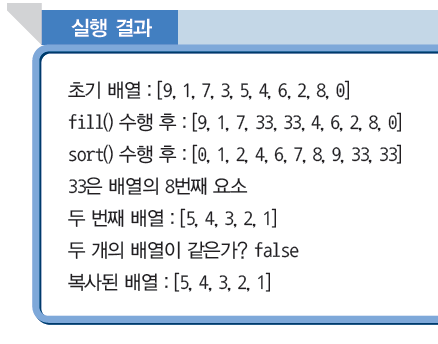 실행 결과
초기 배열 : [9, 1, 7, 3, 5, 4, 6, 2, 8, 0]
fill() 수행 후 : [9, 1, 7, 33, 33, 4, 6, 2, 8, 0]
sort() 수행 후 : [0, 1, 2, 4, 6, 7, 8, 9, 33, 33]
33은 배열의 8번째 요소
두 번째 배열 : [5, 4, 3, 2, 1]
두 개의 배열이 같은가? false
복사된 배열 : [5, 4, 3, 2, 1]